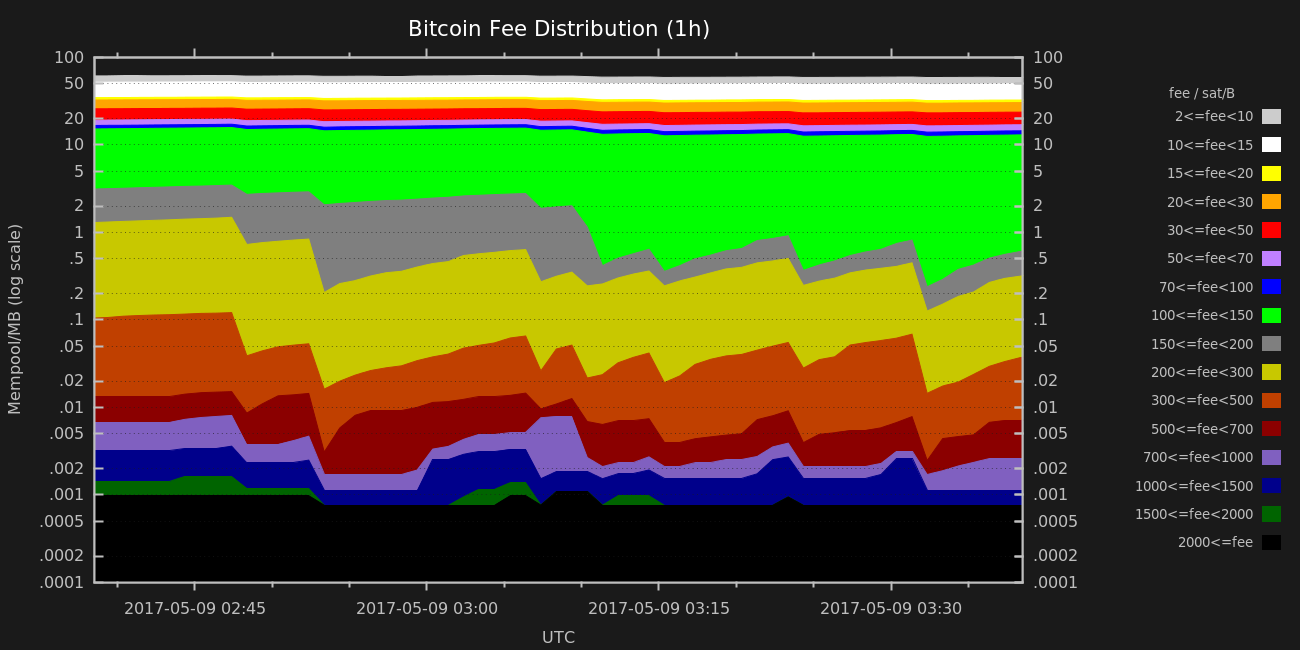 Bitcoin Fee Distribution (1h)
Mempool/MB (log scale)
100
50
20
10
5
2
1
.5
.2
.1
.05
.02
.01
.005
.002
.001
.0005
.0002
.0001
100
50
20
10
5
2
1
.5
.2
.1
.05
.02
.01
.005
.002
.001
.0005
.0002
.0001
2017-05-09 02:45
2017-05-09 03:00
2017-05-09 03:15
2017-05-09 03:30
UTC
fee / sat/B
2<=fee<10
10<=fee<15
15<=fee<20
20<=fee<30
30<=fee<50
50<=fee<70
70<=fee<100
100<=fee<150
150<=fee<200
200<=fee<300
300<=fee<500
500<=fee<700
700<=fee<1000
1000<=fee<1500
1500<=fee<2000
2000<=fee